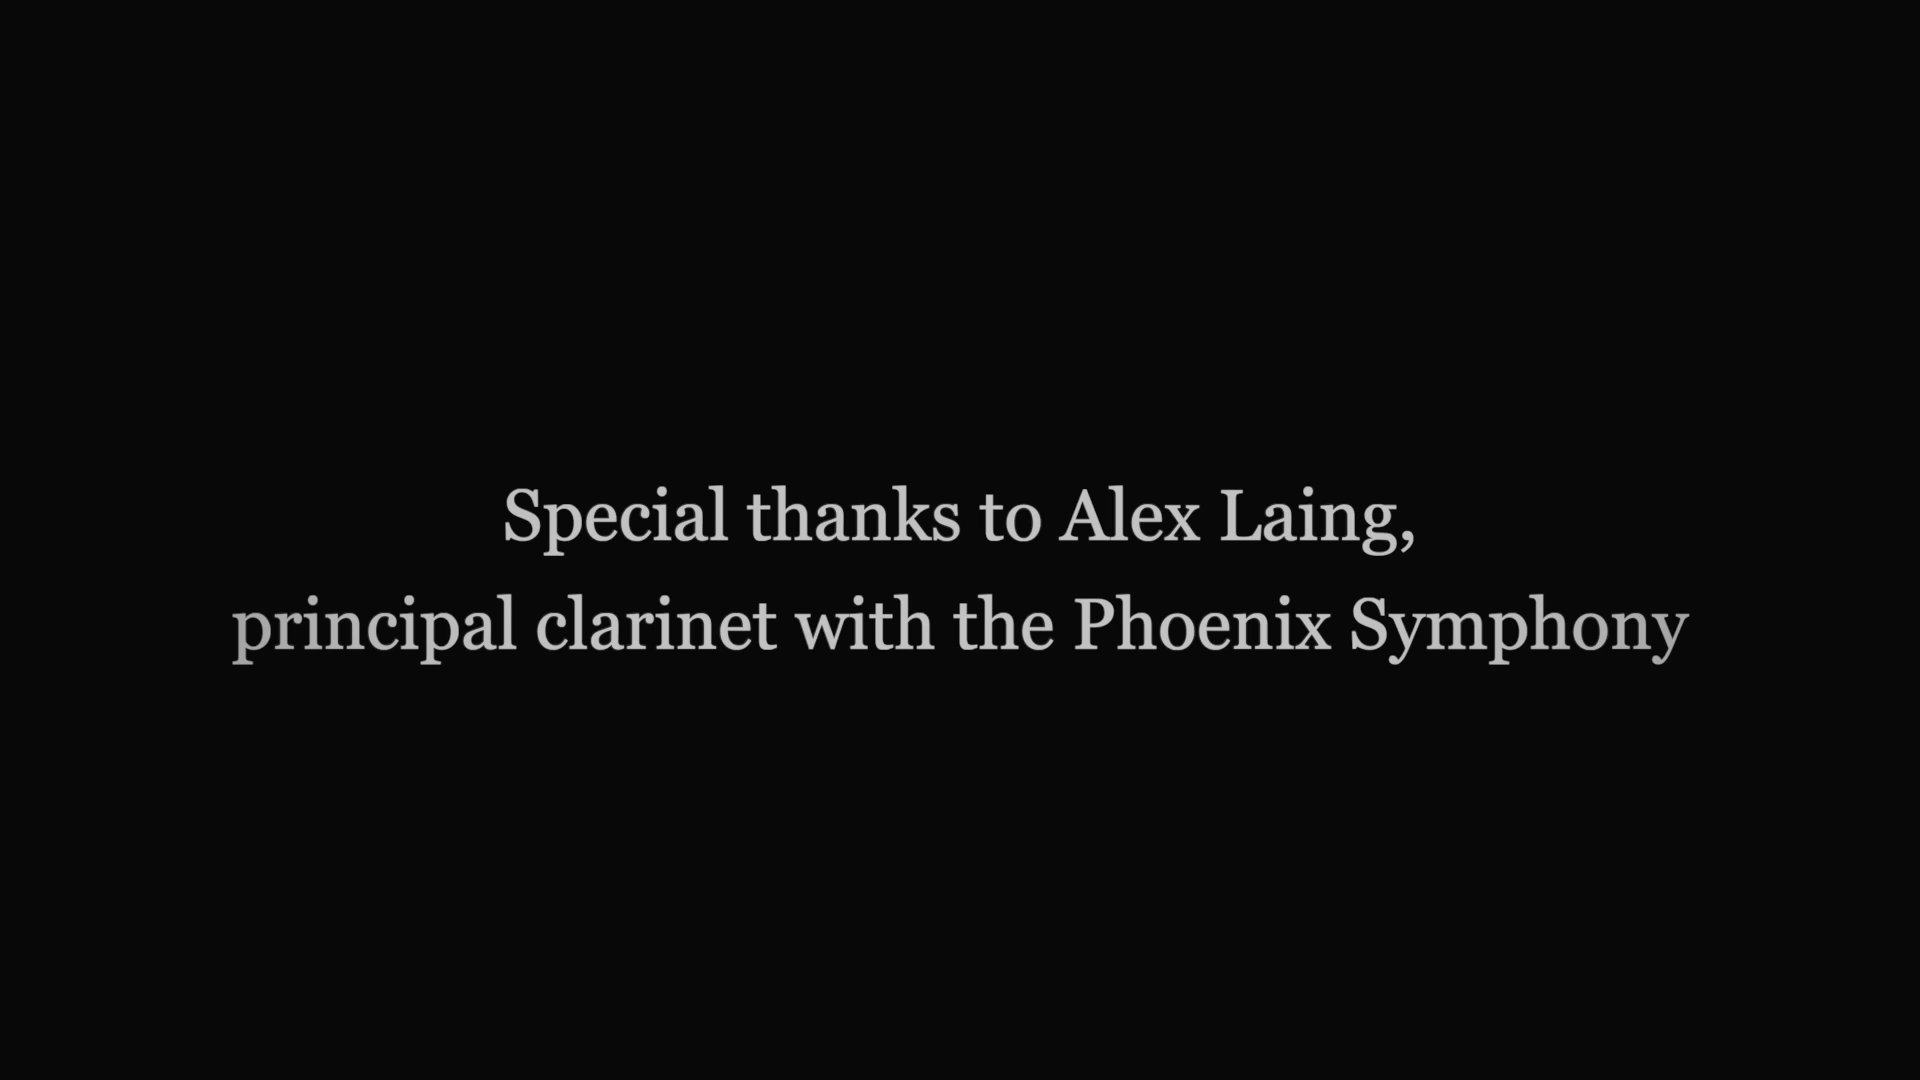 Special thanks to Alex Laing,
principal clarinet with the Phoenix Symphony